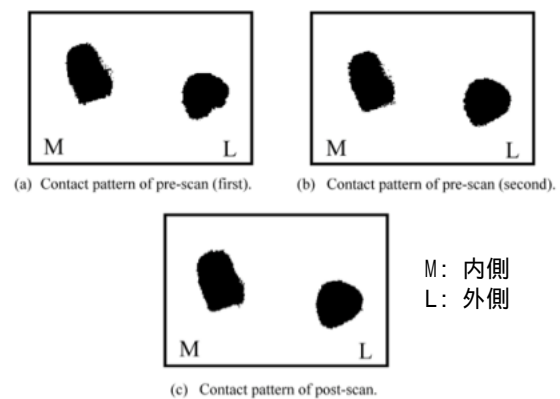 M L
(a) Contact pattern of pre-scan (first).
M L
(b) Contact pattern of pre-scan (second).
M L
(c) Contact pattern of post-scan.
M: 内側
L: 外側